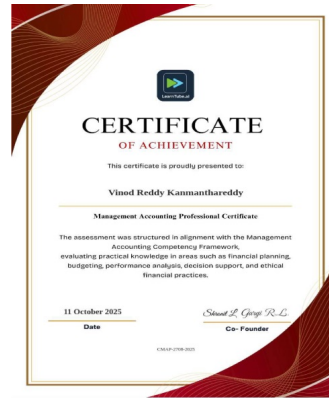 LearnTube.ai
CERTIFICATE
OF ACHIEVEMENT
This certificate is proudly presented to:
Vinod Reddy Kanmanthareddy
Management Accounting Professional Certificate
The assessment was structured in alignment with the Management
Accounting Competency Framework,
evaluating practical knowledge in areas such as financial planning,
budgeting, performance analysis, decision support, and ethical
financial practices.
11 October 2025
Date
Co- Founder